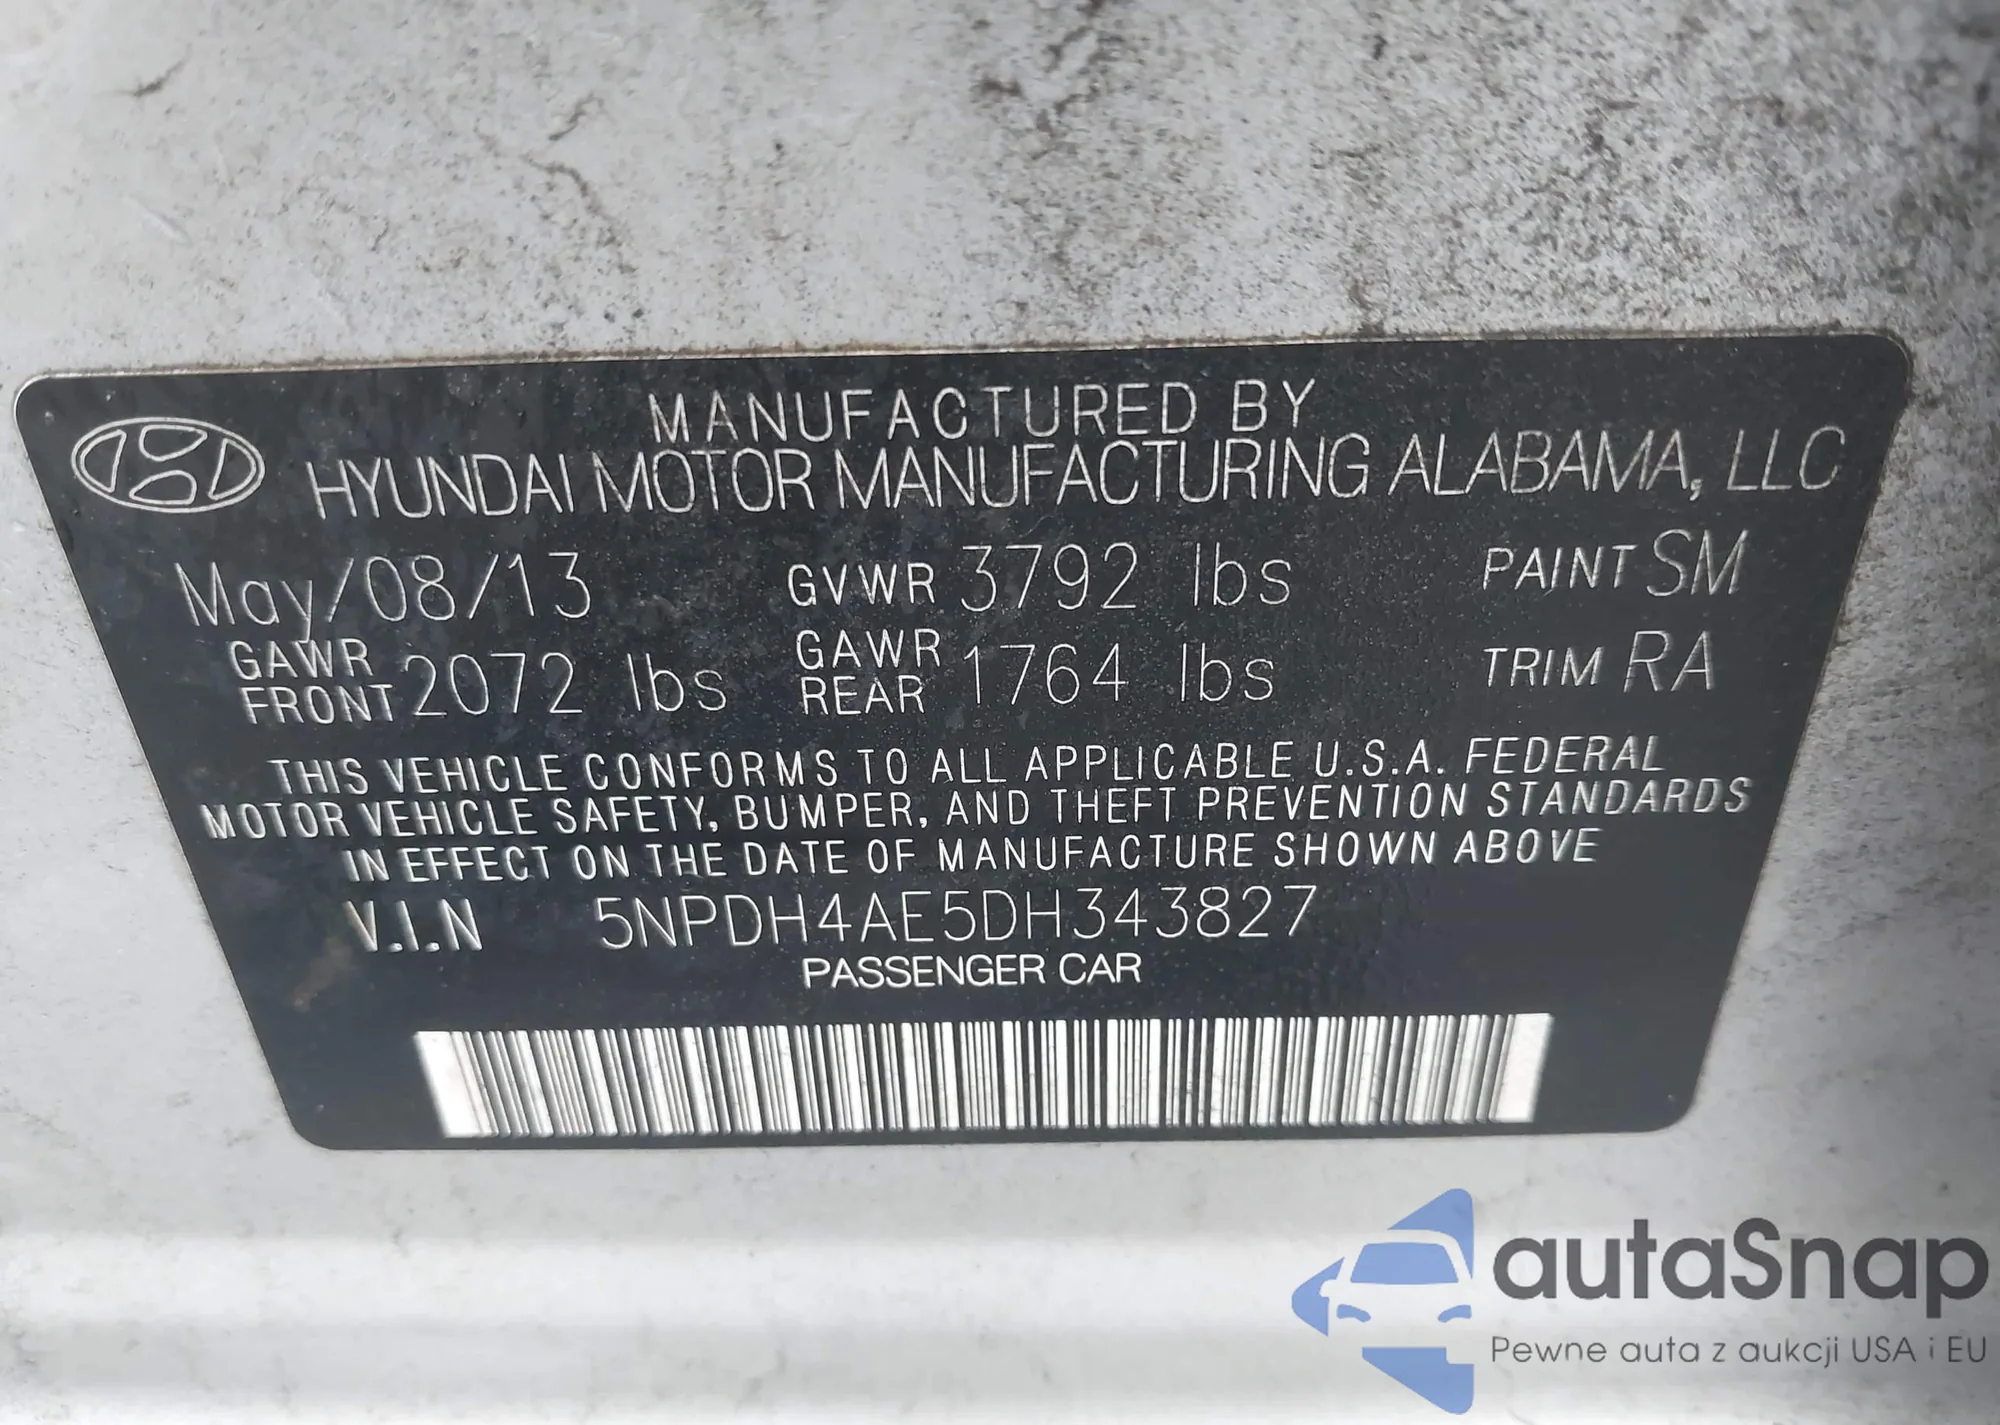 MANUFACTURED BY
HYUNDAI MOTOR MANUFACTURING ALABAMA, LLC
May/08/13 GVWR 3792 lbs PAINT SM
GAWR FRONT 2072 lbs GAWR REAR 1764 lbs TRIM RA
THIS VEHICLE CONFORMS TO ALL APPLICABLE U.S.A. FEDERAL
MOTOR VEHICLE SAFETY, BUMPER, AND THEFT PREVENTION STANDARDS
IN EFFECT ON THE DATE OF MANUFACTURE SHOWN ABOVE
V.I.N 5NPDH4AE5DH343827
PASSENGER CAR
autaSnap
Pewne auta z aukcji USA i EU